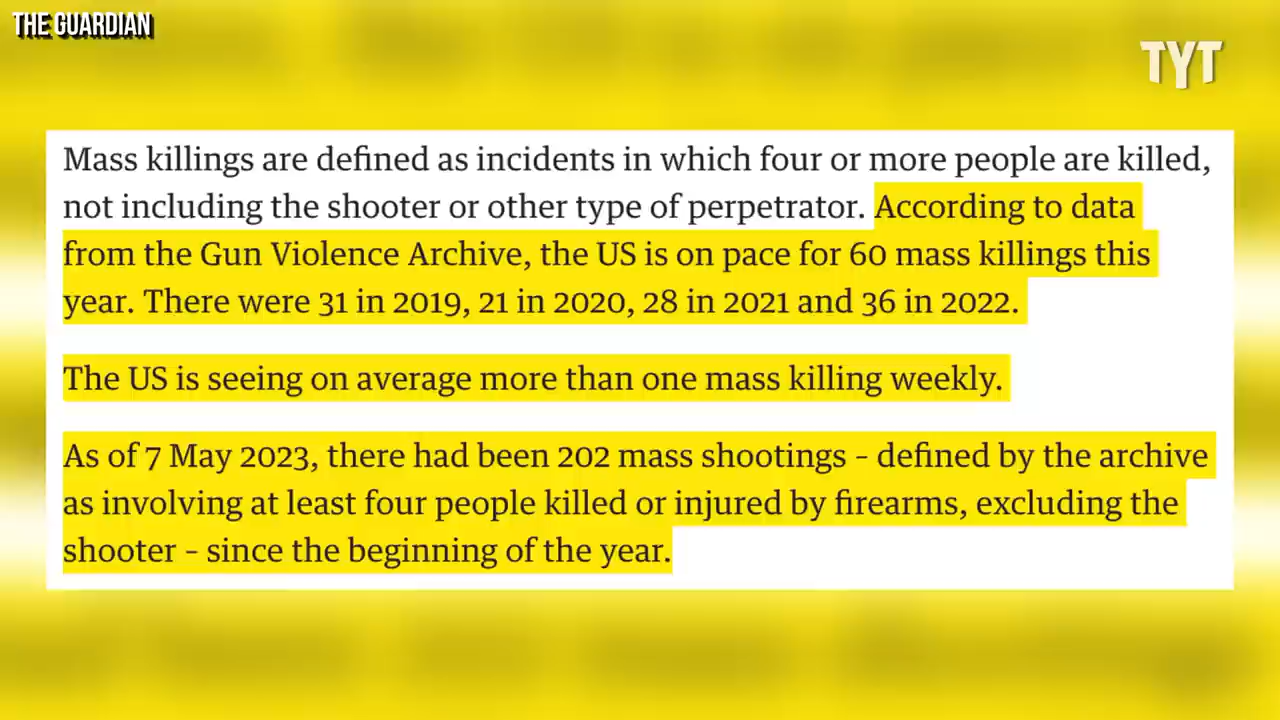 THE GUARDIAN
TYT
Mass killings are defined as incidents in which four or more people are killed,
not including the shooter or other type of perpetrator. According to data
from the Gun Violence Archive, the US is on pace for 60 mass killings this
year. There were 31 in 2019, 21 in 2020, 28 in 2021 and 36 in 2022.
The US is seeing on average more than one mass killing weekly.
As of 7 May 2023, there had been 202 mass shootings – defined by the archive
as involving at least four people killed or injured by firearms, excluding the
shooter – since the beginning of the year.